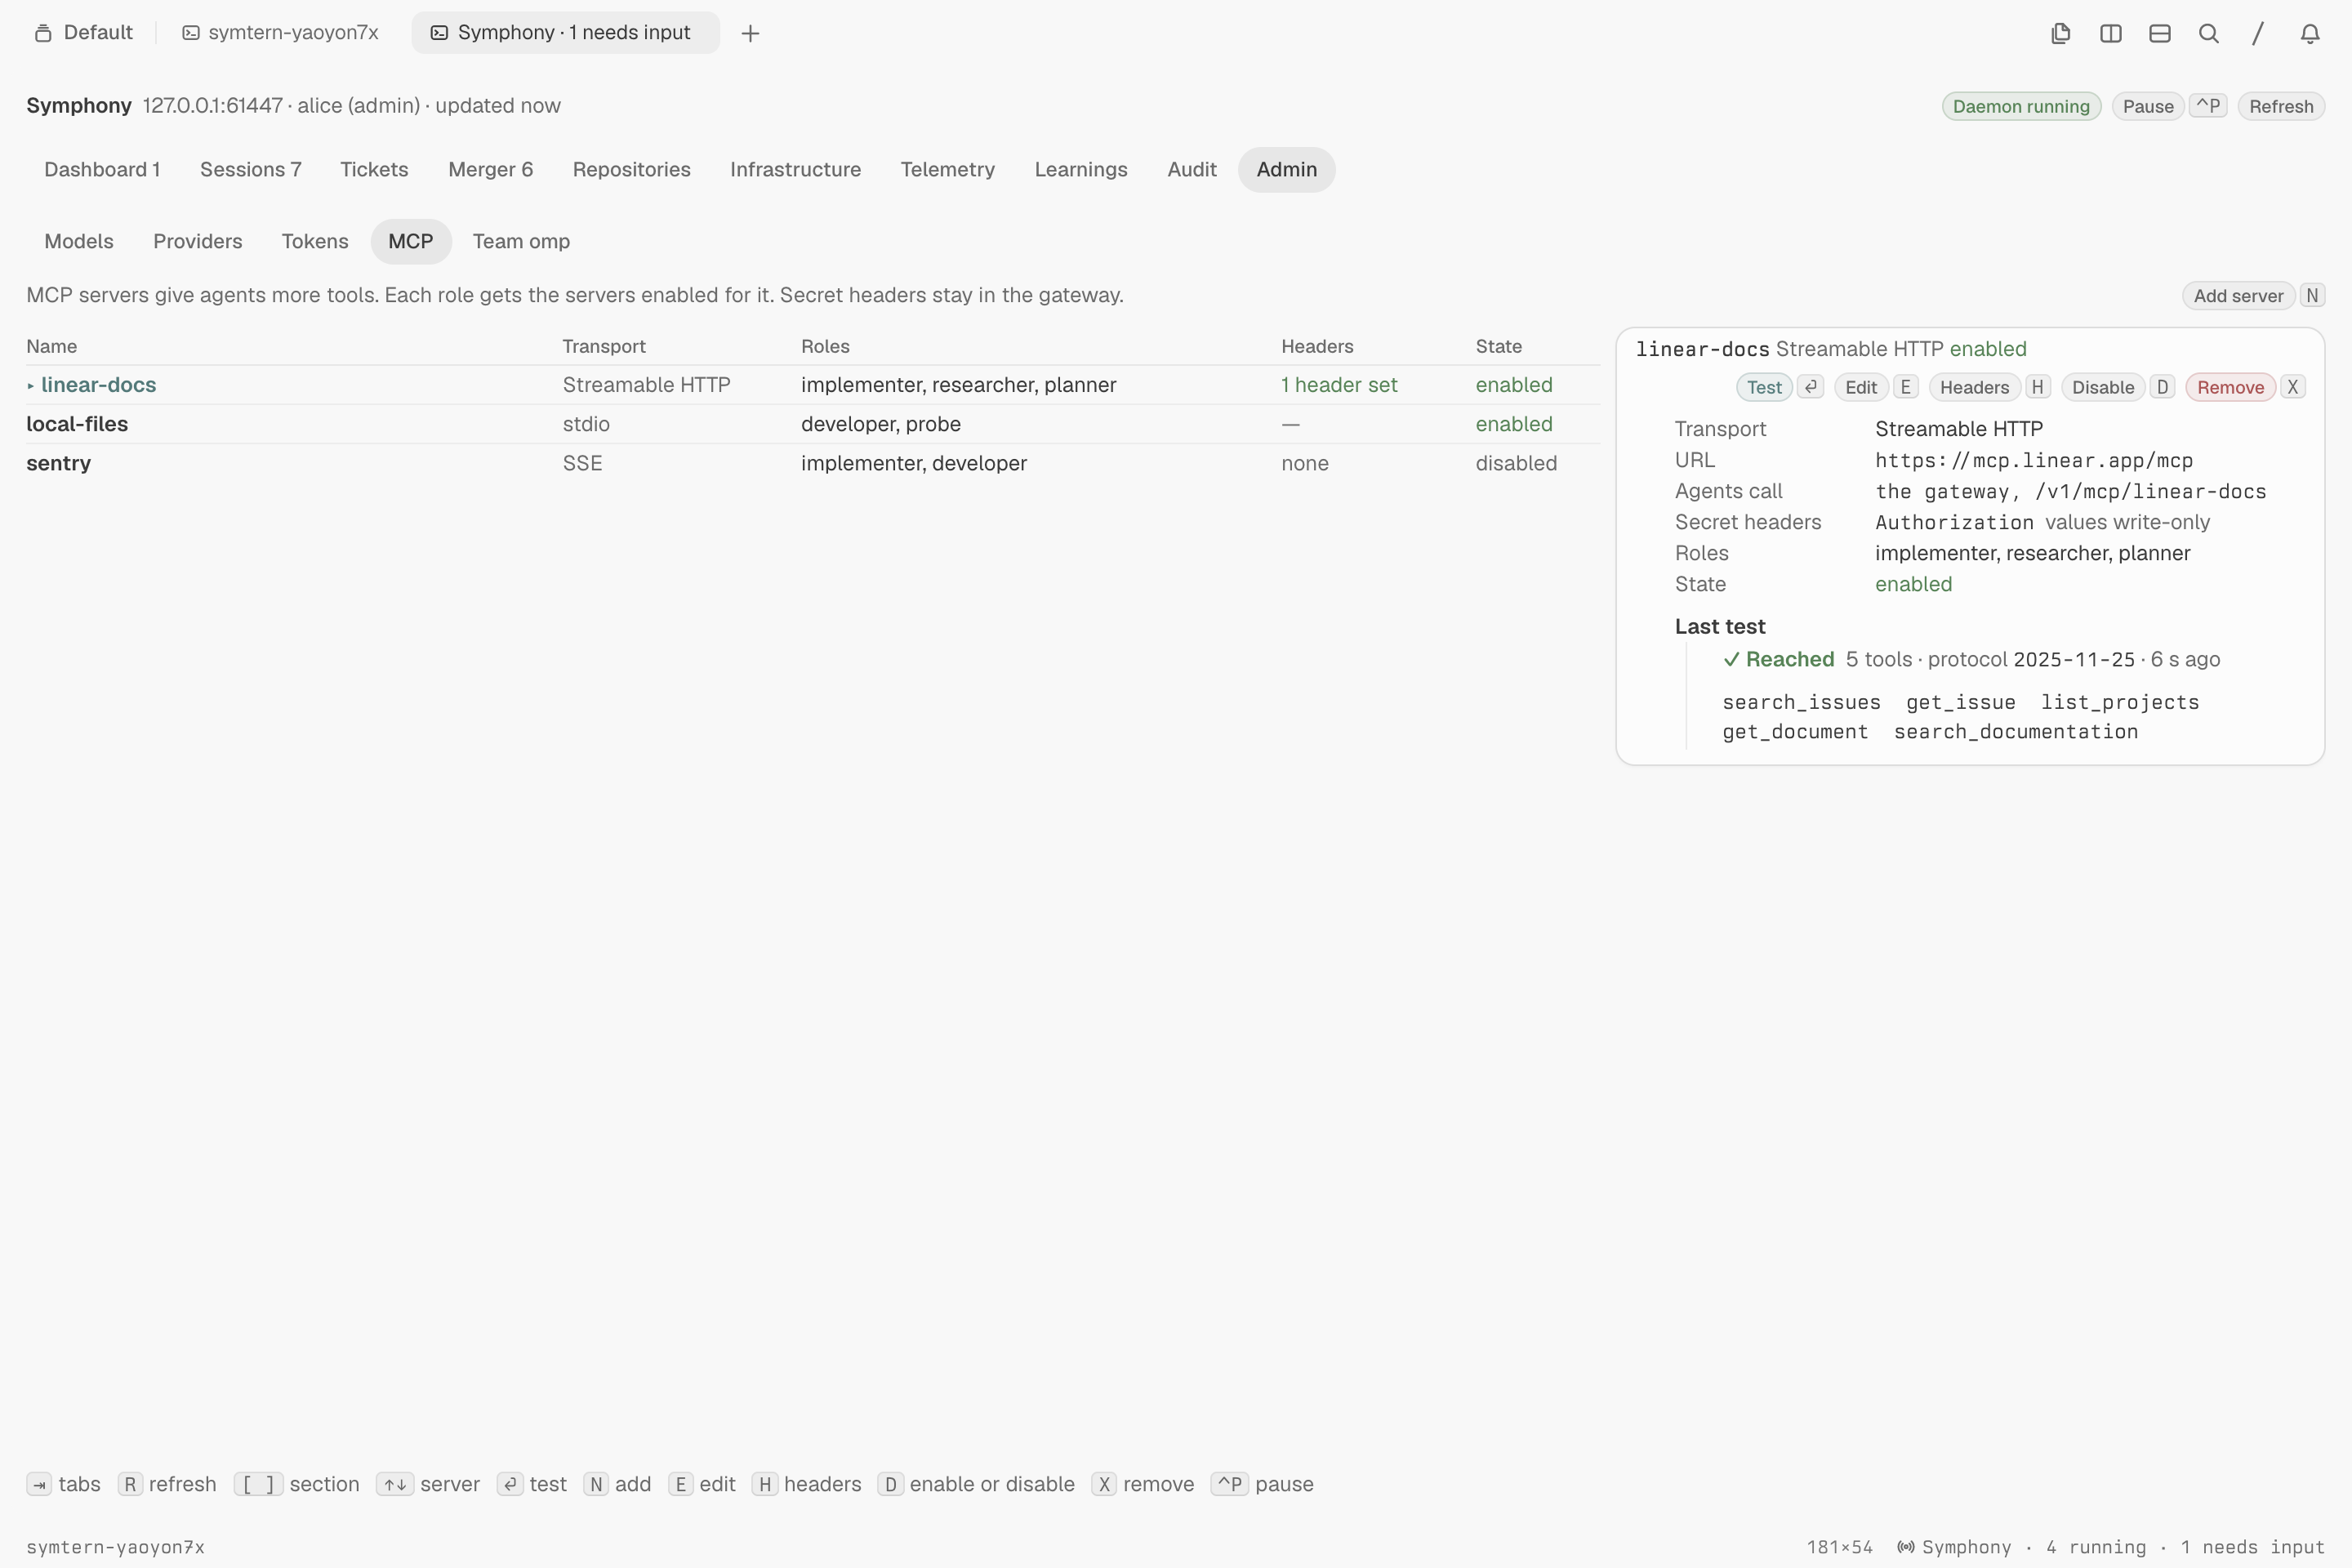 Default symtern-yaoyon7x Symphony · 1 needs input
Symphony 127.0.0.1:61447 · alice (admin) · updated now Daemon running Pause ^P Refresh
Dashboard 1 Sessions 7 Tickets Merger 6 Repositories Infrastructure Telemetry Learnings Audit Admin
Models Providers Tokens MCP Team omp
MCP servers give agents more tools. Each role gets the servers enabled for it. Secret headers stay in the gateway. Add server N
Name Transport Roles Headers State
▸ linear-docs Streamable HTTP implementer, researcher, planner 1 header set enabled
local-files stdio developer, probe — enabled
sentry SSE implementer, developer none disabled
linear-docs Streamable HTTP enabled
Test ⏎ Edit E Headers H Disable D Remove X
Transport Streamable HTTP
URL https://mcp.linear.app/mcp
Agents call the gateway, /v1/mcp/linear-docs
Secret headers Authorization values write-only
Roles implementer, researcher, planner
State enabled
Last test
✓ Reached 5 tools · protocol 2025-11-25 · 6 s ago
search_issues get_issue list_projects
get_document search_documentation
⇥ tabs R refresh [ ] section ↑↓ server ⏎ test N add E edit H headers D enable or disable X remove ^P pause
symtern-yaoyon7x 181×54 Symphony · 4 running · 1 needs input